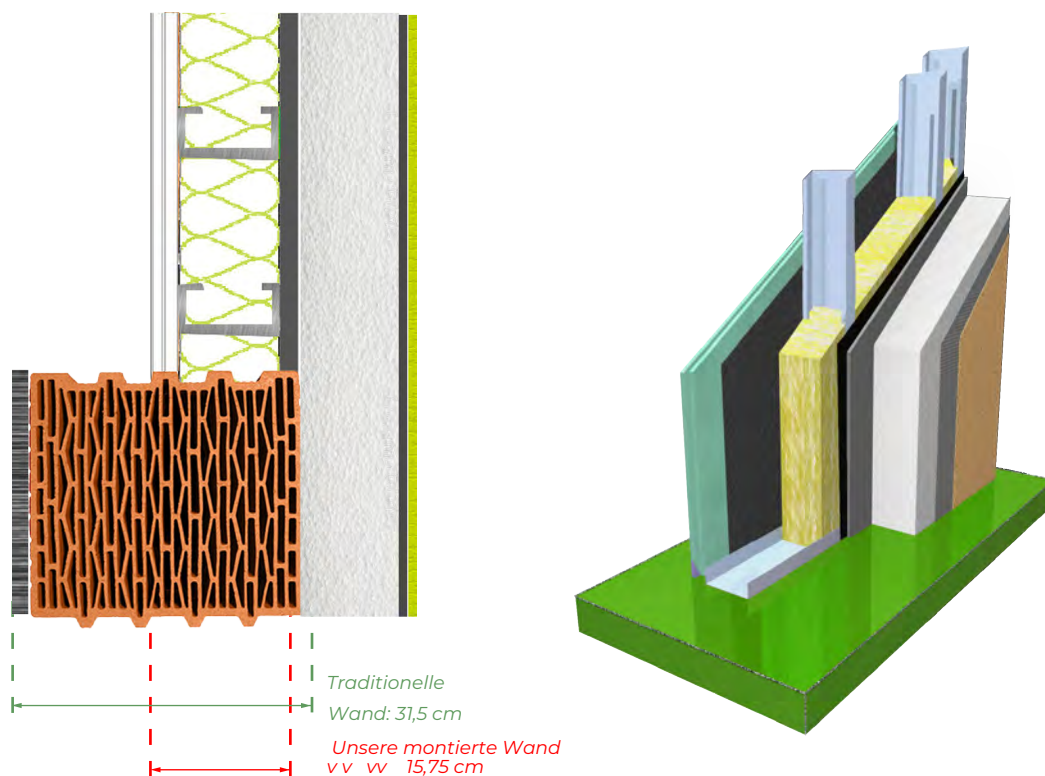 Traditionelle
Wand: 31,5 cm
Unsere montierte Wand
v v vv 15,75 cm